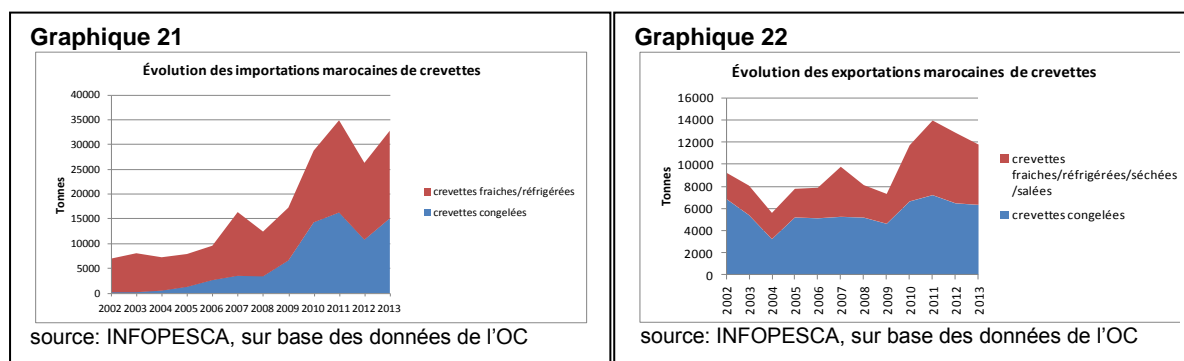 Graphique 21
Évolution des importations marocaines de crevettes
40000
35000
30000
25000
20000
15000
10000
5000
0
Tonnes
2002 2003 2004 2005 2006 2007 2008 2009 2010 2011 2012 2013
crevettes fraiches/réfrigérées
crevettes congelées
source: INFOPESCA, sur base des données de l'OC
Graphique 22
Évolution des exportations marocaines de crevettes
16000
14000
12000
10000
8000
6000
4000
2000
0
Tonnes
2002 2003 2004 2005 2006 2007 2008 2009 2010 2011 2012 2013
crevettes
fraiches/réfrigérées/séchées
/salées
crevettes congelées
source: INFOPESCA, sur base des données de l'OC